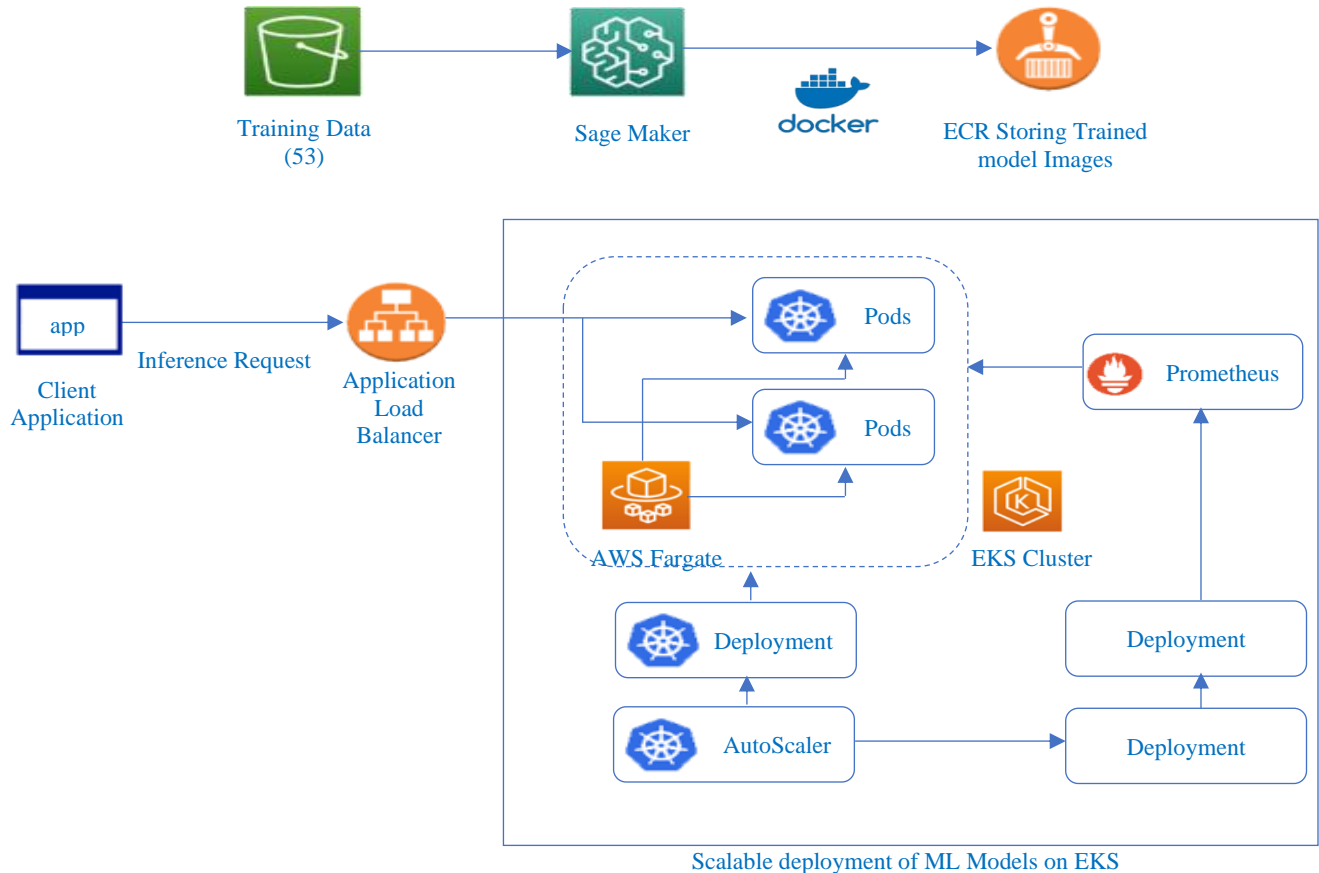 Training Data
(53)
Sage Maker
docker
ECR Storing Trained
model Images
app
Client
Application
Inference Request
Application
Load
Balancer
Pods
Pods
AWS Fargate
Prometheus
EKS Cluster
Deployment
AutoScaler
Deployment
Deployment
Scalable deployment of ML Models on EKS